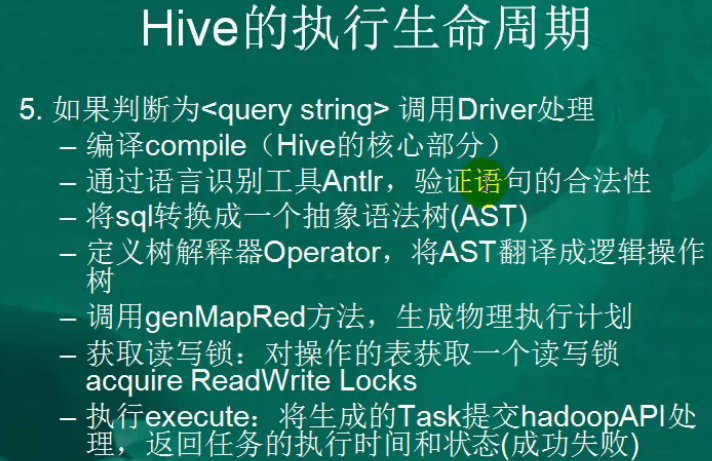 Hive的执行生命周期
5. 如果判断为<query string> 调用Driver处理
– 编译compile（Hive的核心部分）
– 通过语言识别工具Antlr，验证语句的合法性
– 将sql转换成一个抽象语法树(AST)
– 定义树解释器Operator，将AST翻译成逻辑操作
树
– 调用genMapRed方法，生成物理执行计划
– 获取读写锁：对操作的表获取一个读写锁
acquire ReadWrite Locks
– 执行execute：将生成的Task提交hadoopAPI处
理，返回任务的执行时间和状态(成功失败)